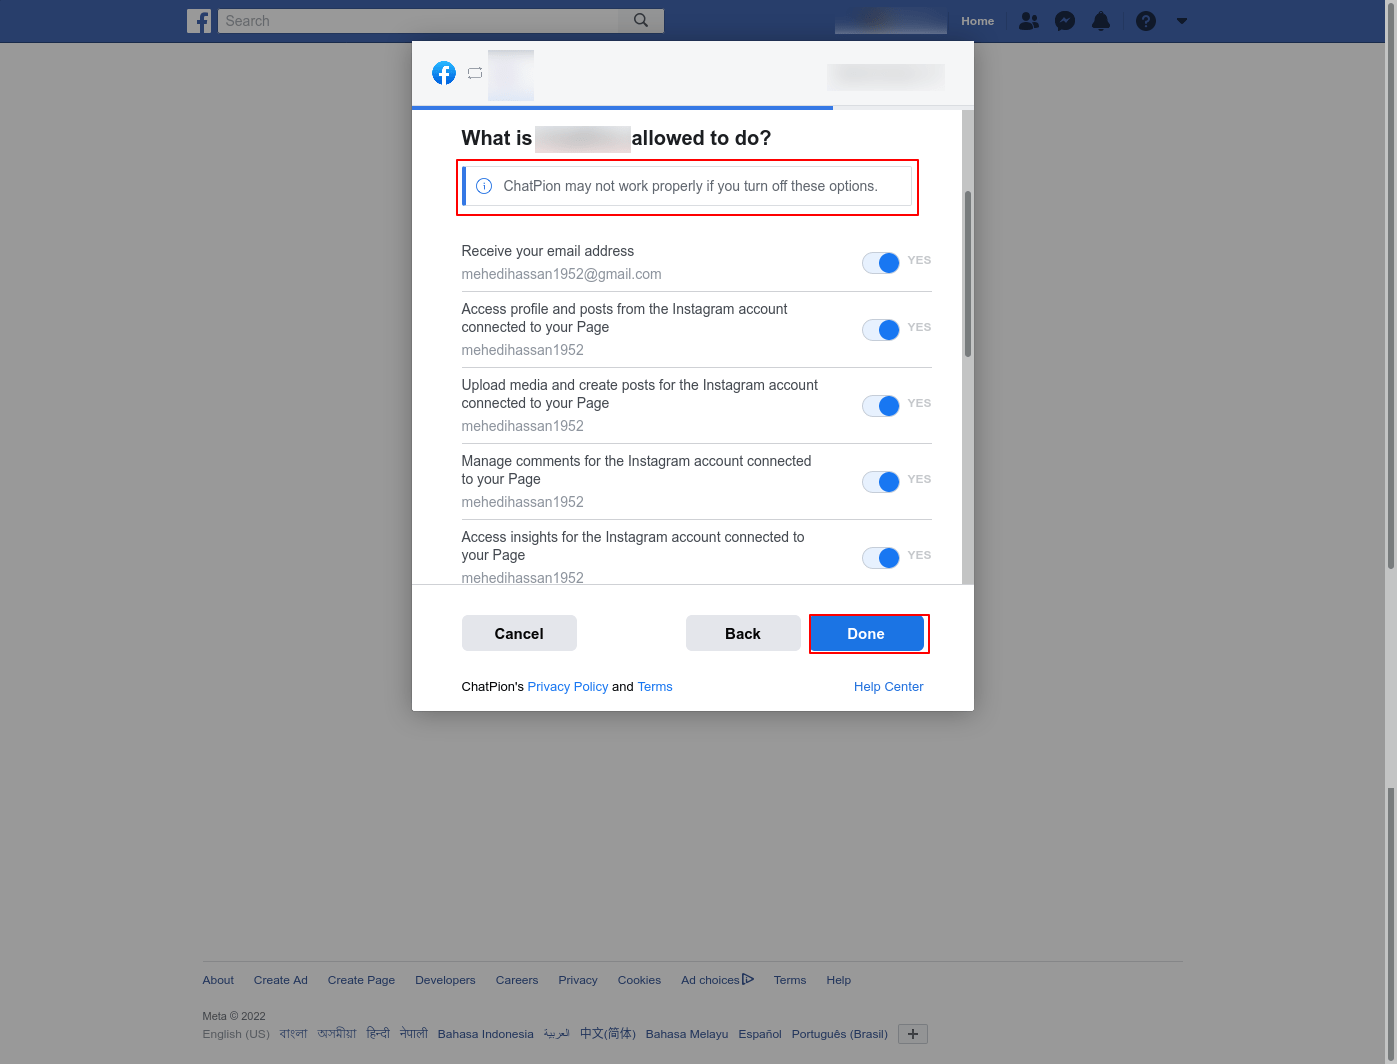 Search
Home
What is allowed to do?
ChatPion may not work properly if you turn off these options.
Receive your email address
YES
mehedihassan1952@gmail.com
Access profile and posts from the Instagram account
connected to your Page
YES
mehedihassan1952
Upload media and create posts for the Instagram account
connected to your Page
YES
mehedihassan1952
Manage comments for the Instagram account connected
to your Page
YES
mehedihassan1952
Access insights for the Instagram account connected to
your Page
YES
mehedihassan1952
Cancel Back Done
ChatPion's Privacy Policy and Terms Help Center
About Create Ad Create Page Developers Careers Privacy Cookies Ad choices Terms Help
Meta © 2022
English (US) বাংলা অসমীয়া हिन्दी नेपाली Bahasa Indonesia العربية 中文(简体) Bahasa Melayu Español Português (Brasil)